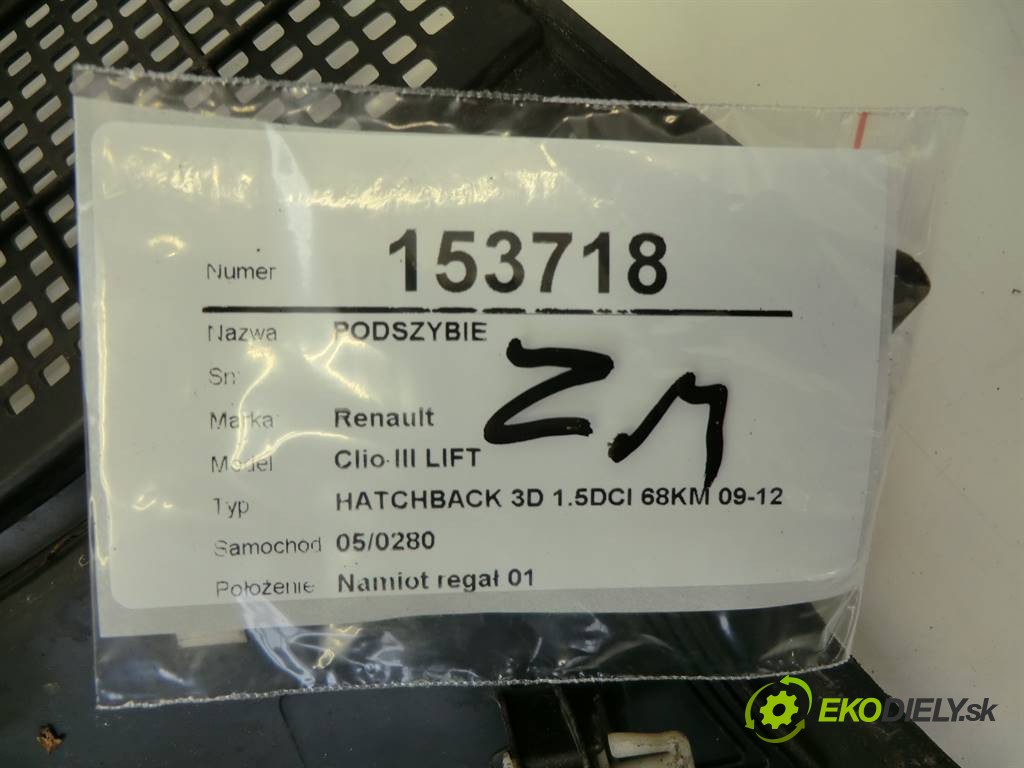 Numer 153718
Nazwa PODSZYBIE
Sn:
Marka Renault
Model Clio III LIFT
Typ HATCHBACK 3D 1.5DCI 68KM 09-12
Samochod 05/0280
Położenie Namiot regał 01
EKODIELY.sk